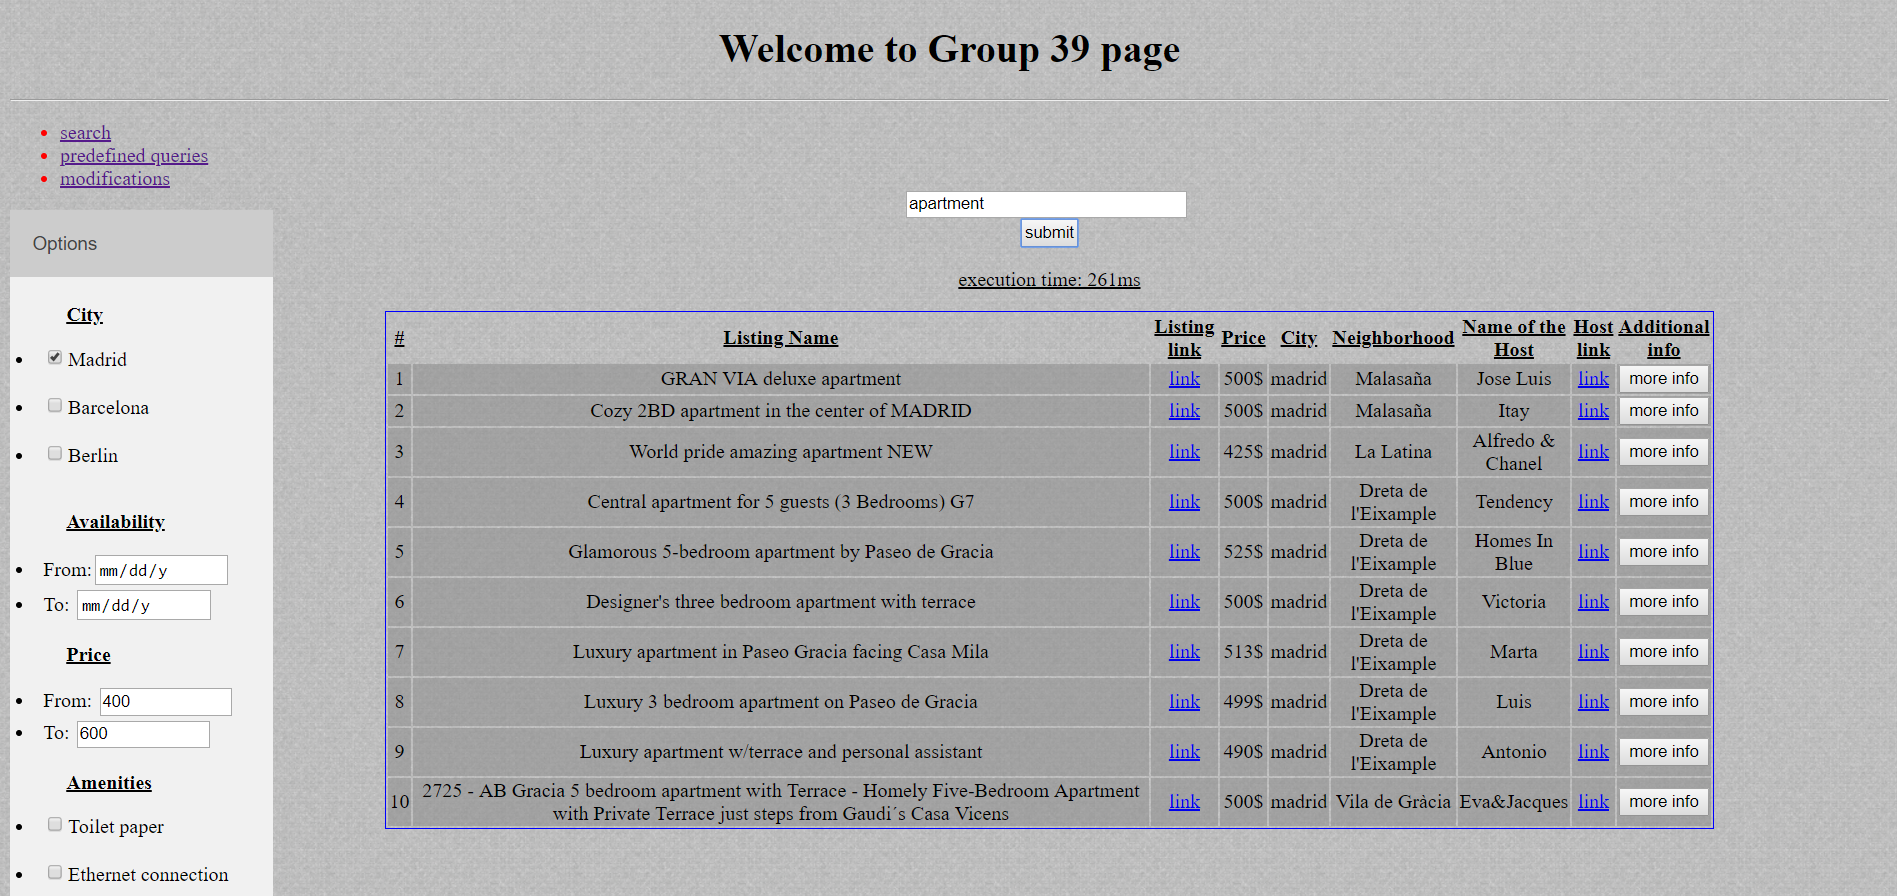 Welcome to Group 39 page
search
predefined queries
modifications
apartment
submit
execution time: 261ms
Options
City
Madrid
Barcelona
Berlin
Availability
From: mm/dd/y
To: mm/dd/y
Price
From: 400
To: 600
Amenities
Toilet paper
Ethernet connection
# Listing Name Listing link Price City Neighborhood Name of the Host Host link Additional info
1 GRAN VIA deluxe apartment link 500$ madrid Malasaña Jose Luis link more info
2 Cozy 2BD apartment in the center of MADRID link 500$ madrid Malasaña Itay link more info
3 World pride amazing apartment NEW link 425$ madrid La Latina Alfredo & Chanel link more info
4 Central apartment for 5 guests (3 Bedrooms) G7 link 500$ madrid Dreta de l'Eixample Tendency link more info
5 Glamorous 5-bedroom apartment by Paseo de Gracia link 525$ madrid Dreta de l'Eixample Homes In Blue link more info
6 Designer's three bedroom apartment with terrace link 500$ madrid Dreta de l'Eixample Victoria link more info
7 Luxury apartment in Paseo Gracia facing Casa Mila link 513$ madrid Dreta de l'Eixample Marta link more info
8 Luxury 3 bedroom apartment on Paseo de Gracia link 499$ madrid Dreta de l'Eixample Luis link more info
9 Luxury apartment w/terrace and personal assistant link 490$ madrid Dreta de l'Eixample Antonio link more info
10 2725 - AB Gracia 5 bedroom apartment with Terrace - Homely Five-Bedroom Apartment with Private Terrace just steps from Gaudi´s Casa Vicens link 500$ madrid Vila de Gràcia Eva&Jacques link more info